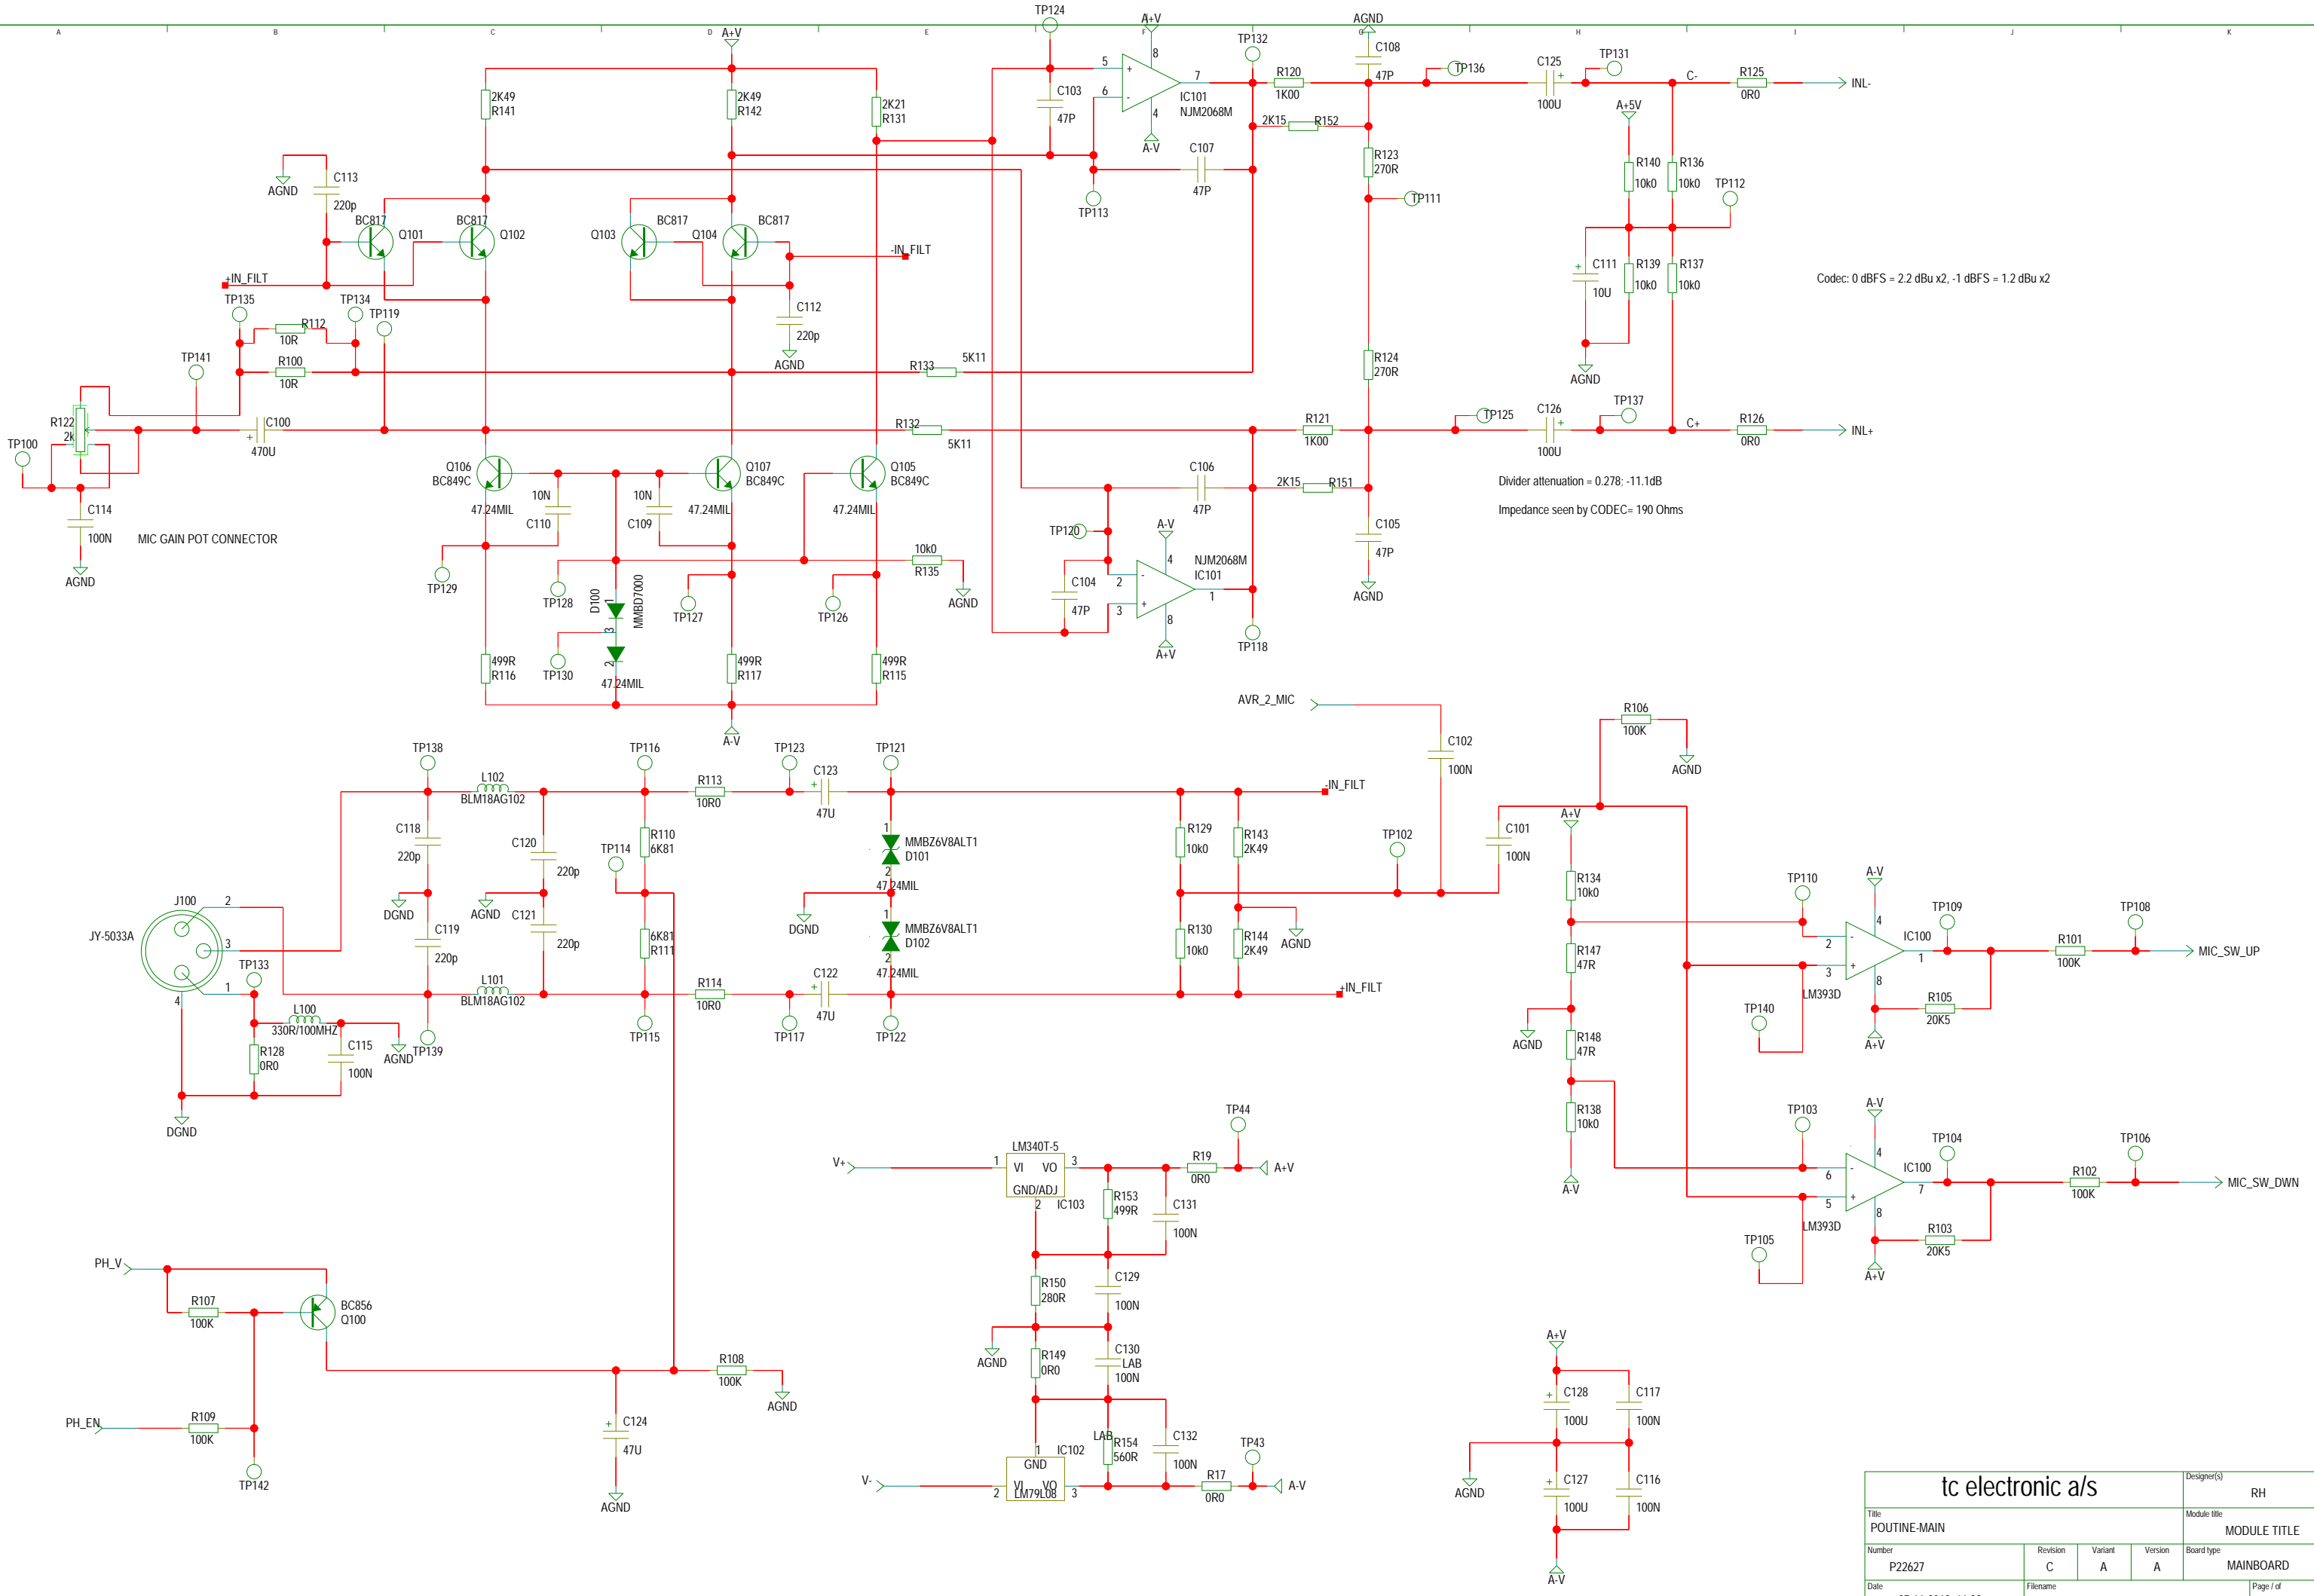 TP124
A+V
AGND
A B C D E F G H I J K
A+V
TP132
C108
47P
TP136
C125
100U
TP131
C-
R125
0R0
INL-
5
+
8
7
6
-
4
IC101
NJM2068M
A-V
R120
1K00
2K49
R141
2K49
R142
2K21
R131
C103
47P
A+5V
2K15
R152
C107
47P
TP113
R123
270R
TP111
R140
10k0
R136
10k0
TP112
AGND
C113
220p
BC817
Q101
BC817
Q102
Q103
BC817
Q104
BC817
-IN_FILT
+IN_FILT
C111
+
10U
R139
10k0
R137
10k0
Codec: 0 dBFS = 2.2 dBu x2, -1 dBFS = 1.2 dBu x2
TP135
TP134
TP119
R112
10R
C112
220p
AGND
TP141
R100
10R
R133
5K11
R124
270R
AGND
R122
2k
TP100
C100
+
470U
R132
5K11
R121
1K00
TP125
C126
+
100U
TP137
C+
R126
0R0
INL+
Q106
BC849C
47.24MIL
10N
C110
10N
C109
Q107
BC849C
47.24MIL
Q105
BC849C
47.24MIL
C106
47P
2K15
R151
Divider attenuation = 0.278; -11.1dB
Impedance seen by CODEC= 190 Ohms
C114
100N
AGND
MIC GAIN POT CONNECTOR
TP120
A-V
4
NJM2068M
IC101
C105
47P
AGND
10k0
R135
AGND
TP129
TP128
D100
1
MMBD7000
3
2
47.24MIL
TP130
TP127
TP126
C104
47P
2
-
3
+
1
8
A+V
TP118
499R
R116
499R
R117
499R
R115
A-V
AVR_2_MIC
R106
100K
AGND
C102
100N
TP138
L102
BLM18AG102
TP116
R113
10R0
TP123
C123
+
47U
TP121
-IN_FILT
C118
220p
C120
220p
TP114
R110
6K81
1
MMBZ6V8ALT1
D101
2
47.24MIL
R129
10k0
R143
2K49
TP102
C101
100N
A+V
R134
10k0
TP110
A-V
4
TP109
TP108
J100
JY-5033A
2
3
1
4
DGND
AGND
C119
220p
C121
220p
6K81
R111
DGND
1
MMBZ6V8ALT1
D102
2
47.24MIL
R130
10k0
R144
2K49
AGND
R147
47R
2
-
3
+
IC100
1
8
LM393D
R101
100K
MIC_SW_UP
R105
20K5
A+V
TP133
L100
330R/100MHZ
R128
0R0
C115
100N
AGND
L101
BLM18AG102
TP139
TP115
R114
10R0
TP117
C122
+
47U
TP122
+IN_FILT
AGND
R148
47R
TP140
DGND
R138
10k0
A-V
TP103
A-V
4
TP104
TP106
6
-
5
+
IC100
7
8
LM393D
R102
100K
MIC_SW_DWN
R103
20K5
TP105
A+V
TP44
V+
LM340T-5
1
VI
VO
3
GND/ADJ
2
IC103
R19
0R0
A+V
R153
499R
C131
100N
PH_V
R107
100K
BC856
Q100
R150
280R
C129
100N
AGND
R149
0R0
C130
LAB
100N
R108
100K
AGND
A+V
C128
+
100U
C117
100N
PH_EN
R109
100K
TP142
C124
+
47U
AGND
LAB
1
IC102
GND
VI
VO
LM79L08
V-
2
3
R154
560R
C132
100N
R17
0R0
TP43
A-V
AGND
C127
+
100U
C116
100N
A-V
tc electronic a/s
Designer(s)
RH
Title
POUTINE-MAIN
Module title
MODULE TITLE
Number
P22627
Revision
C
Variant
A
Version
A
Board type
MAINBOARD
Date
Filename
Page / of